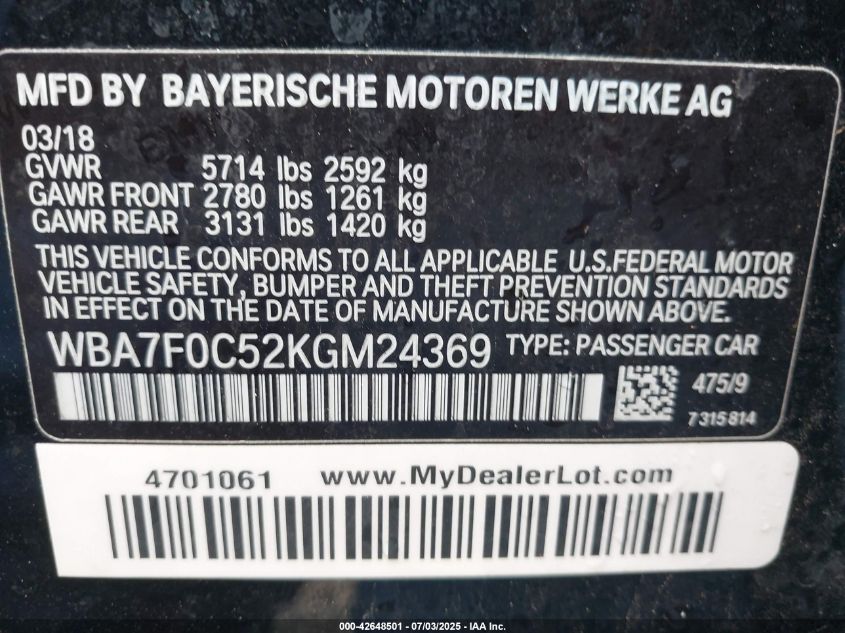 MFD BY BAYERISCHE MOTOREN WERKE AG
03/18
GVWR 5714 lbs 2592 kg
GAWR FRONT 2780 lbs 1261 kg
GAWR REAR 3131 lbs 1420 kg
THIS VEHICLE CONFORMS TO ALL APPLICABLE U.S.FEDERAL MOTOR
VEHICLE SAFETY, BUMPER AND THEFT PREVENTION STANDARDS
IN EFFECT ON THE DATE OF MANUFACTURE SHOWN ABOVE.
WBA7F0C52KGM24369 TYPE: PASSENGER CAR
475/9
7315814
4701061 www.MyDealerLot.com
000-42648501 - 07/03/2025 - IAA Inc.